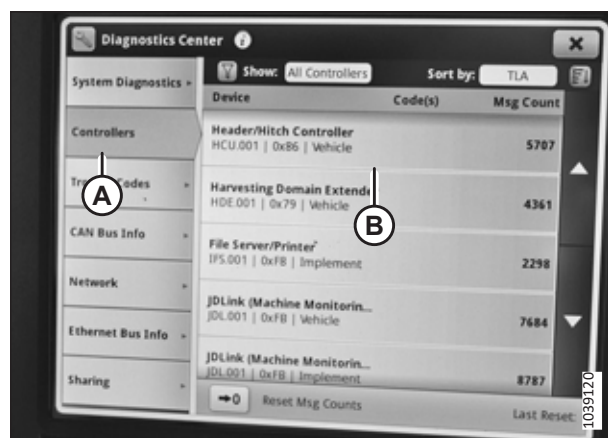 Diagnostics Center i
System Diagnostics
Show: All Controllers Sort by: TLA
Device Code(s) Msg Count
Controllers
Header/Hitch Controller
HCU.001 | 0x86 | Vehicle 5707
A
Codes
Harvesting Domain Extende
HDE.001 | 0x79 | Vehicle 4361
B
CAN Bus Info
File Server/Printer
IFS.001 | 0xFB | Implement 2298
Network
JDLink (Machine Monitorin...
JDL.001 | 0xFB | Vehicle 7684
Ethernet Bus Info
JDLink (Machine Monitorin...
JDL.001 | 0xFB | Implement 8787
Sharing
→0 Reset Msg Counts
Last Reset:
1039120